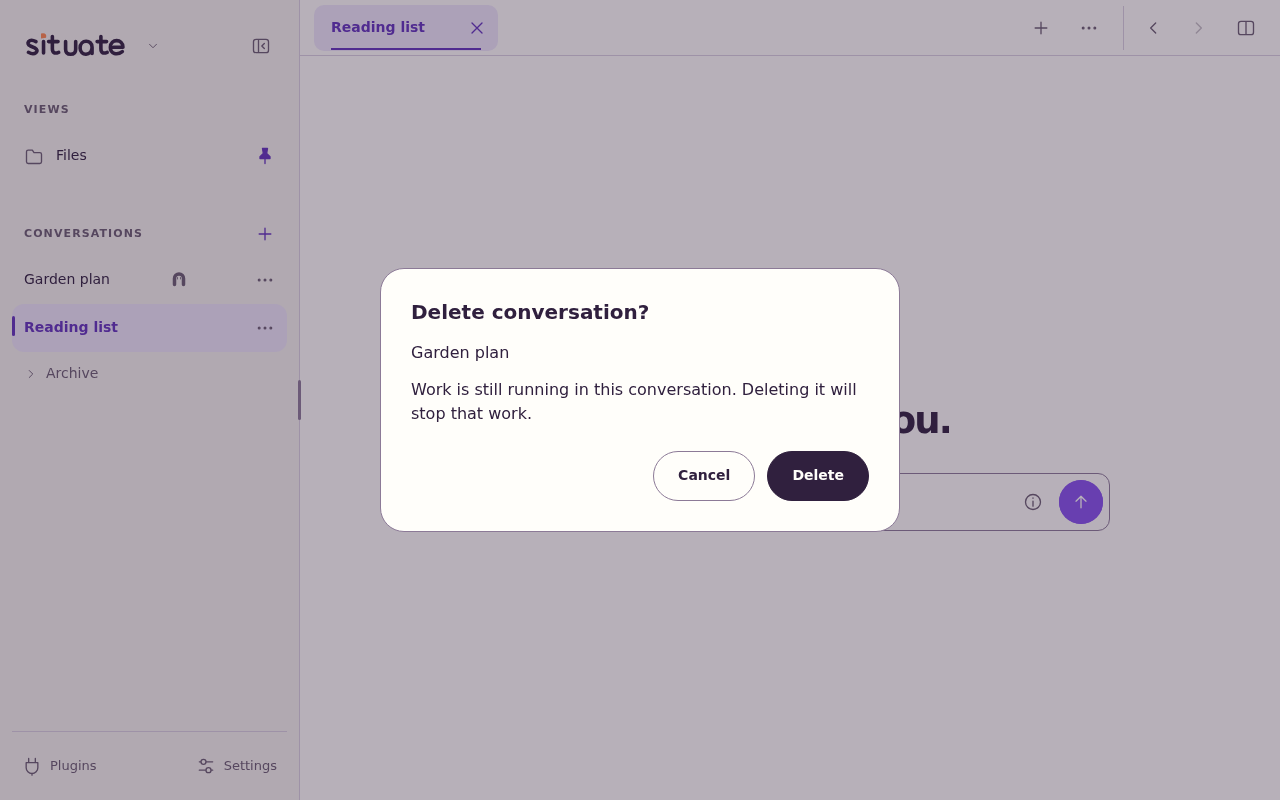 situate
Reading list
VIEWS
Files
CONVERSATIONS
Garden plan
Reading list
Archive
Delete conversation?
Garden plan
Work is still running in this conversation. Deleting it will
stop that work.
Cancel
Delete
Plugins
Settings